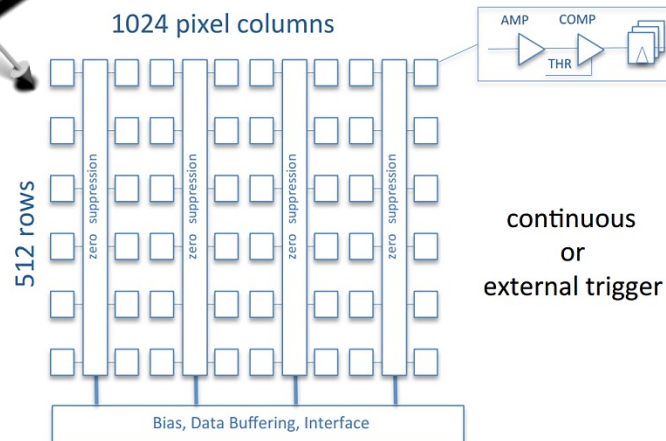 1024 pixel columns
AMP
COMP
THR
512 rows
zero suppression
zero suppression
zero suppression
zero suppression
continuous
or
external trigger
Bias, Data Buffering, Interface